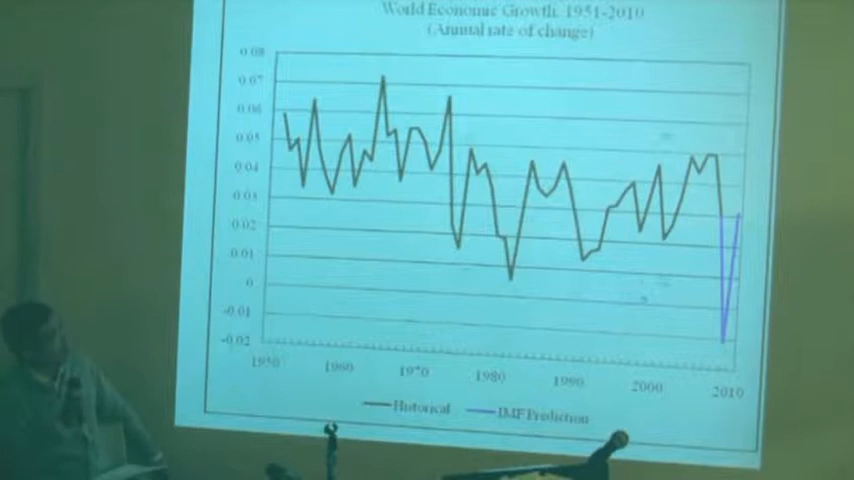 World Economic Growth, 1951-2010
(Annual rate of change)
0.08
0.07
0.06
0.05
0.04
0.03
0.02
0.01
0
-0.01
-0.02
1950 1960 1970 1980 1990 2000 2010
Historical IMF Prediction